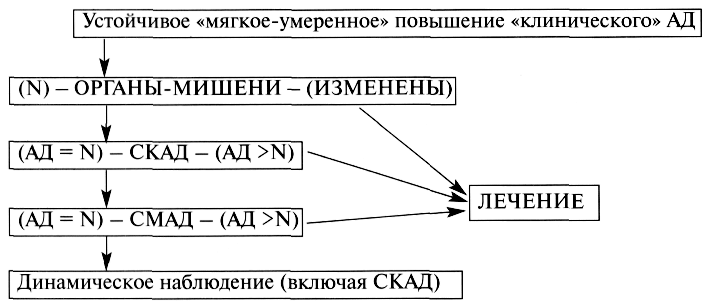 Устойчивое «мягкое-умеренное» повышение «клинического» АД
(N) – ОРГАНЫ-МИШЕНИ – (ИЗМЕНЕНЫ)
(АД = N) – СКАД – (АД >N)
ЛЕЧЕНИЕ
(АД = N) – СМАД – (АД >N)
Динамическое наблюдение (включая СКАД)